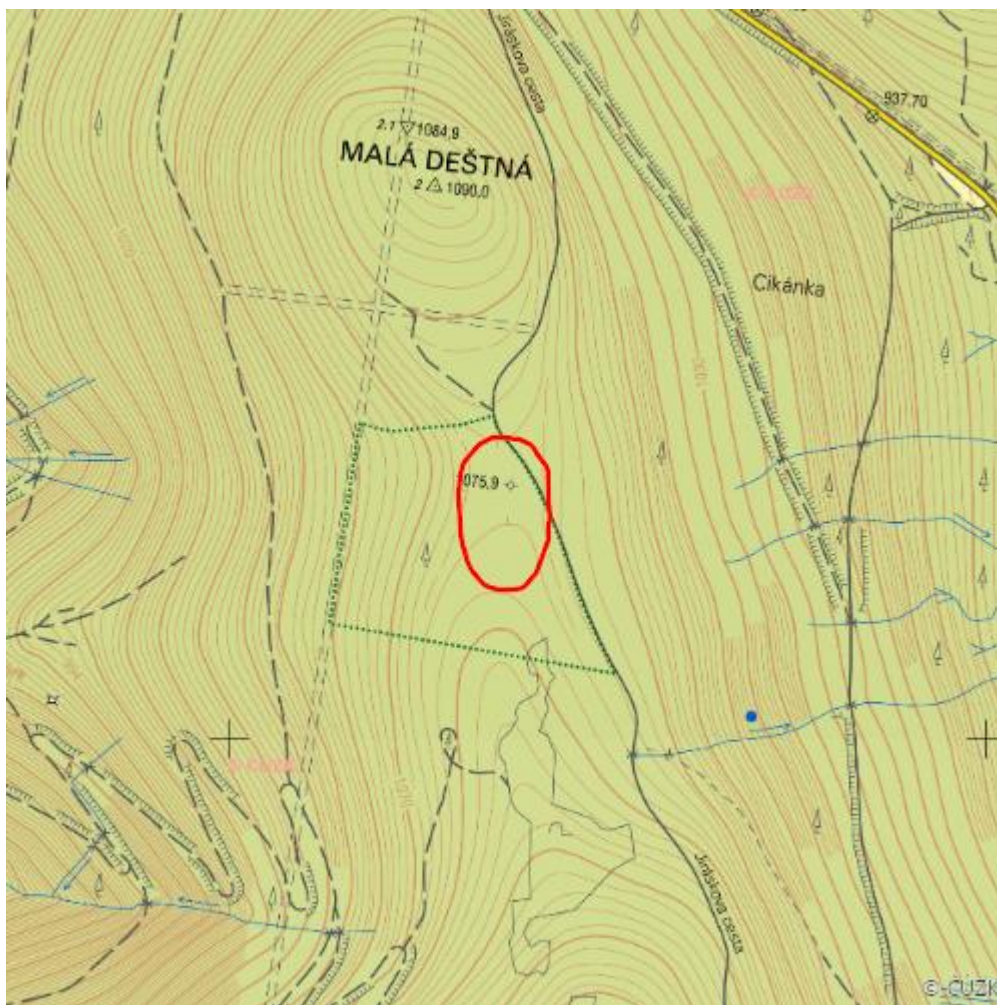 Jiráskova cesta
937,70
2.1 1084,9
MALÁ DEŠTNÁ
2 1090,0
Cikánka
1075,9
Jiráskova cesta
© ČÚZK